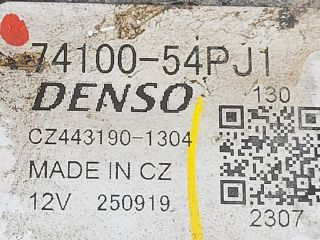 74100-54PJ1
DENSO
130
CZ443190-1304
MADE IN CZ
12V 250919
2307